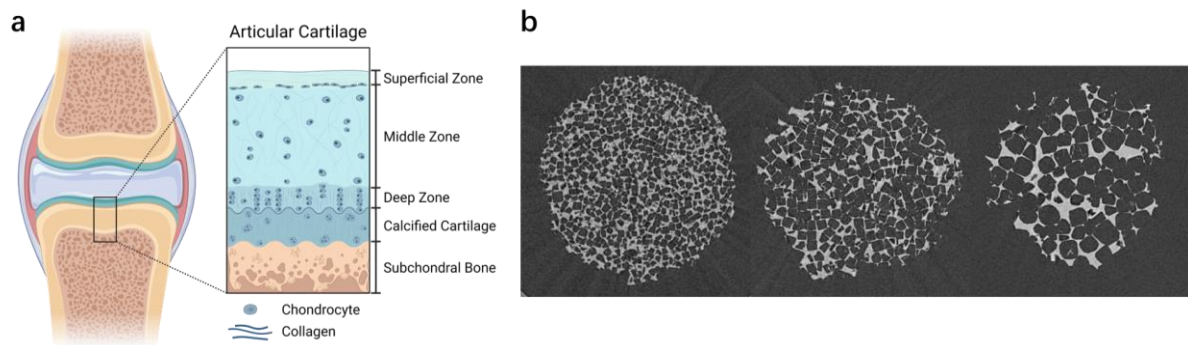 a
Articular Cartilage
Superficial Zone
Middle Zone
Deep Zone
Calcified Cartilage
Subchondral Bone
Chondrocyte
Collagen
b